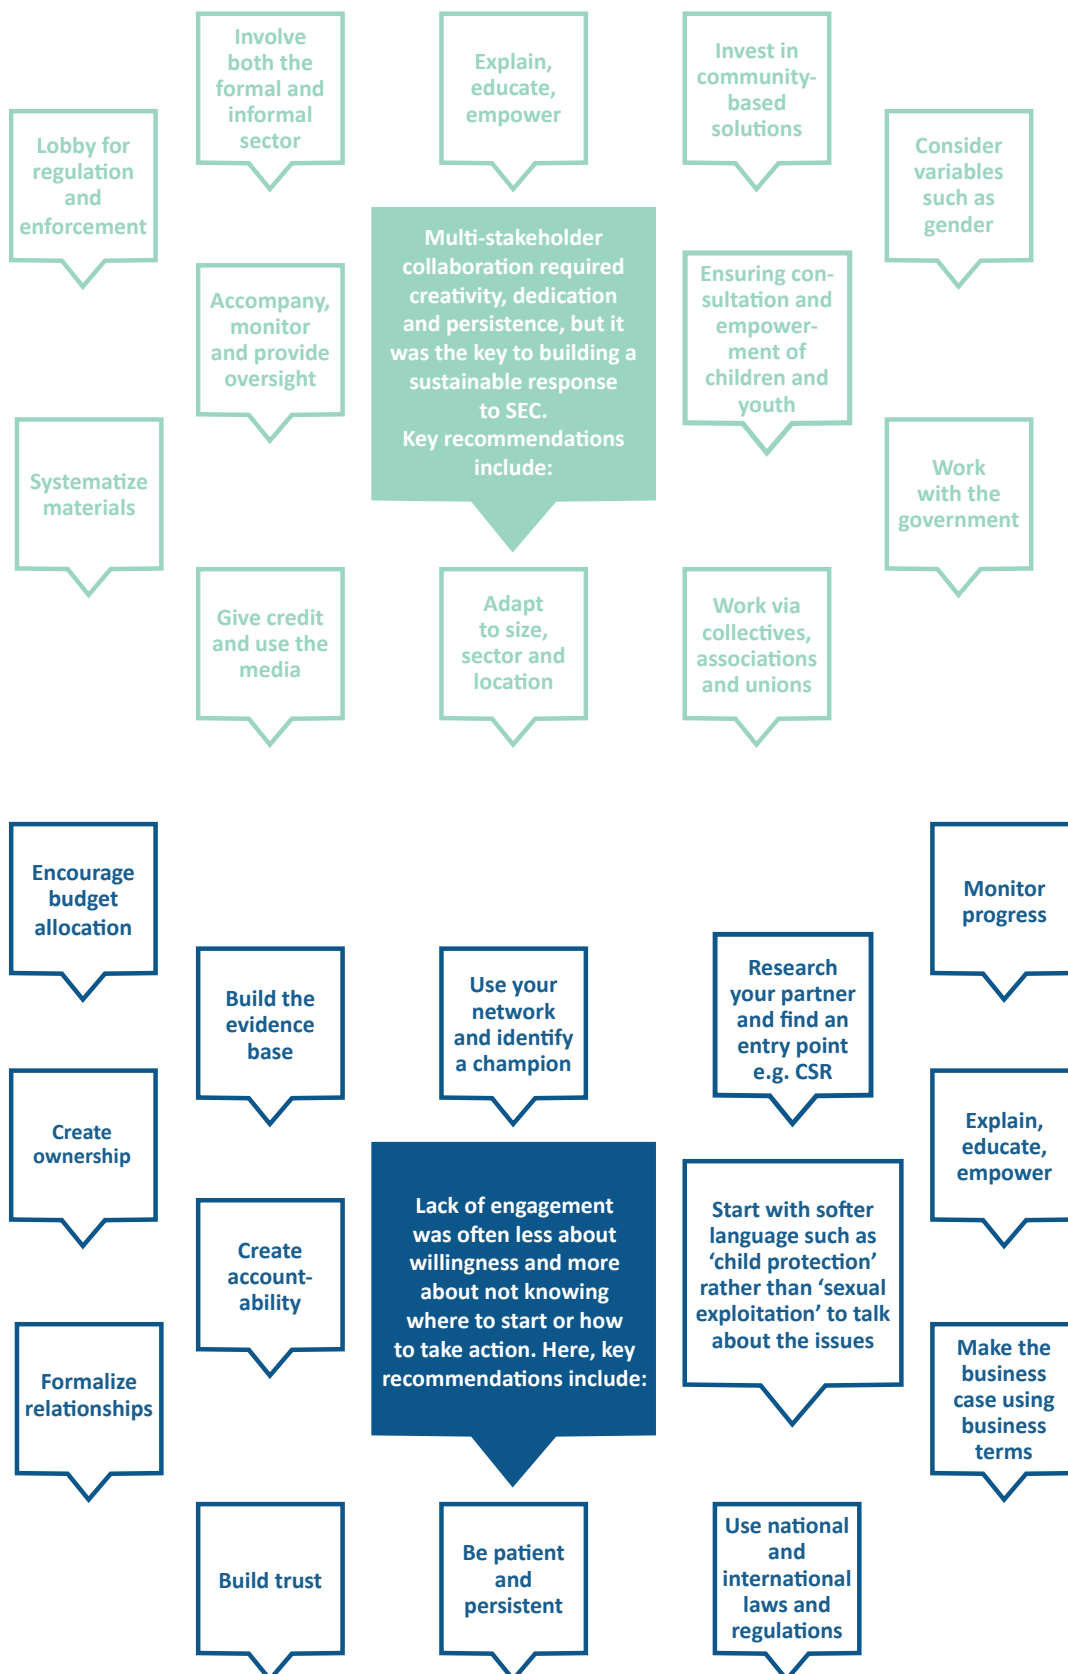 Involve
both the
formal and
informal
sector
Explain,
educate,
empower
Invest in
community-
based
solutions
Lobby for
regulation
and
enforcement
Consider
variables
such as
gender
Multi-stakeholder
collaboration required
creativity, dedication
and persistence, but it
was the key to building a
sustainable response
to SEC.
Key recommendations
include:
Accompany,
monitor
and provide
oversight
Ensuring con-
sultation and
empower-
ment of
children and
youth
Systematize
materials
Work
with the
government
Give credit
and use the
media
Adapt
to size,
sector and
location
Work via
collectives,
associations
and unions
Encourage
budget
allocation
Monitor
progress
Build the
evidence
base
Use your
network
and identify
a champion
Research
your partner
and find an
entry point
e.g. CSR
Create
ownership
Explain,
educate,
empower
Lack of engagement
was often less about
willingness and more
about not knowing
where to start or how
to take action. Here, key
recommendations include:
Create
account-
ability
Start with softer
language such as
‘child protection’
rather than ‘sexual
exploitation’ to talk
about the issues
Formalize
relationships
Make the
business
case using
business
terms
Build trust
Be patient
and
persistent
Use national
and
international
laws and
regulations